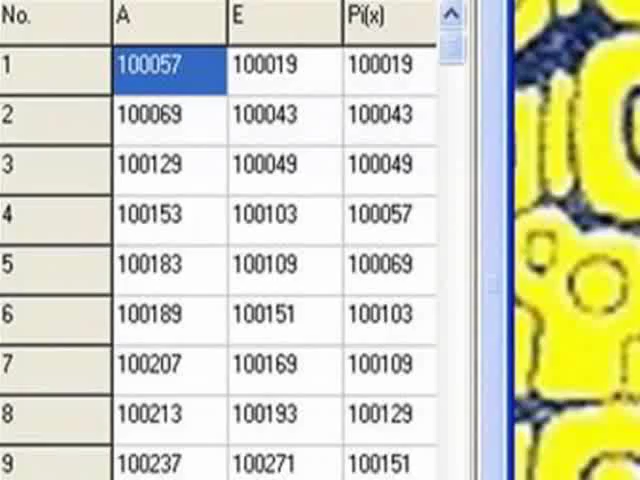 No. A E Pi(x)
1 100057 100019 100019
2 100069 100043 100043
3 100129 100049 100049
4 100153 100103 100057
5 100183 100109 100069
6 100189 100151 100103
7 100207 100169 100109
8 100213 100193 100129
9 100237 100271 100151